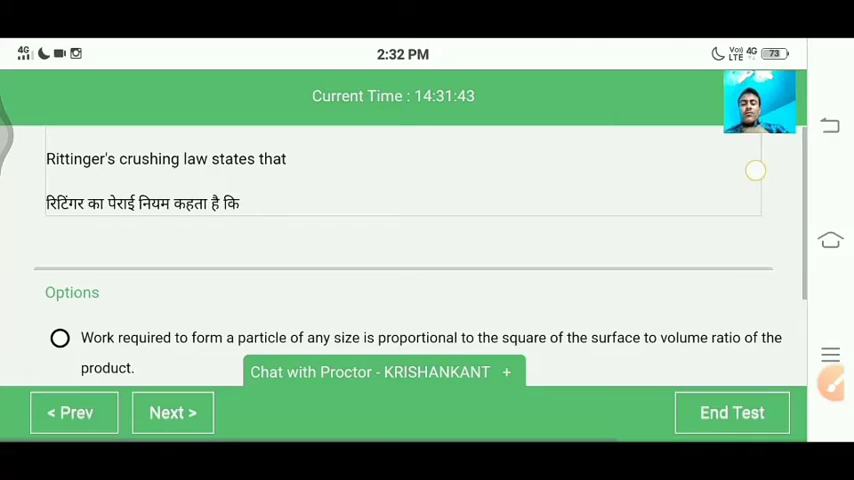 4G
2:32 PM
Vo) LTE 4G 73
Current Time : 14:31:43
Rittinger's crushing law states that
रिटिंगर का पेराई नियम कहता है कि
Options
Work required to form a particle of any size is proportional to the square of the surface to volume ratio of the
product.
Chat with Proctor - KRISHANKANT +
< Prev
Next >
End Test